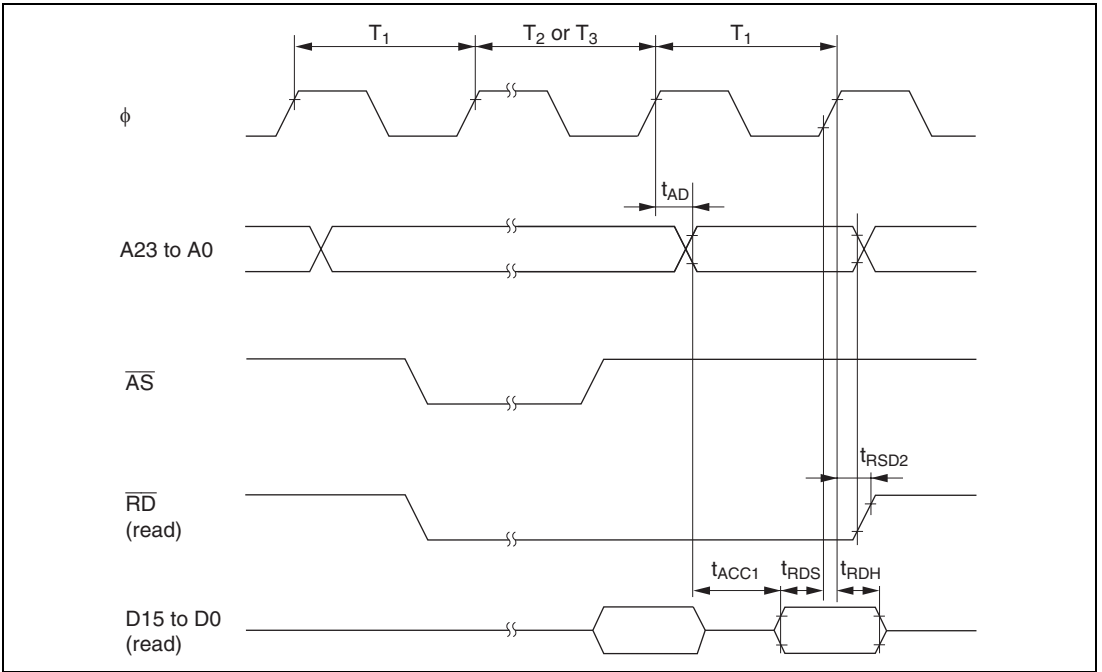 T1 T2 or T3 T1
φ
tAD
A23 to A0
AS
tRSD2
RD
(read)
tACC1 tRDS tRDH
D15 to D0
(read)